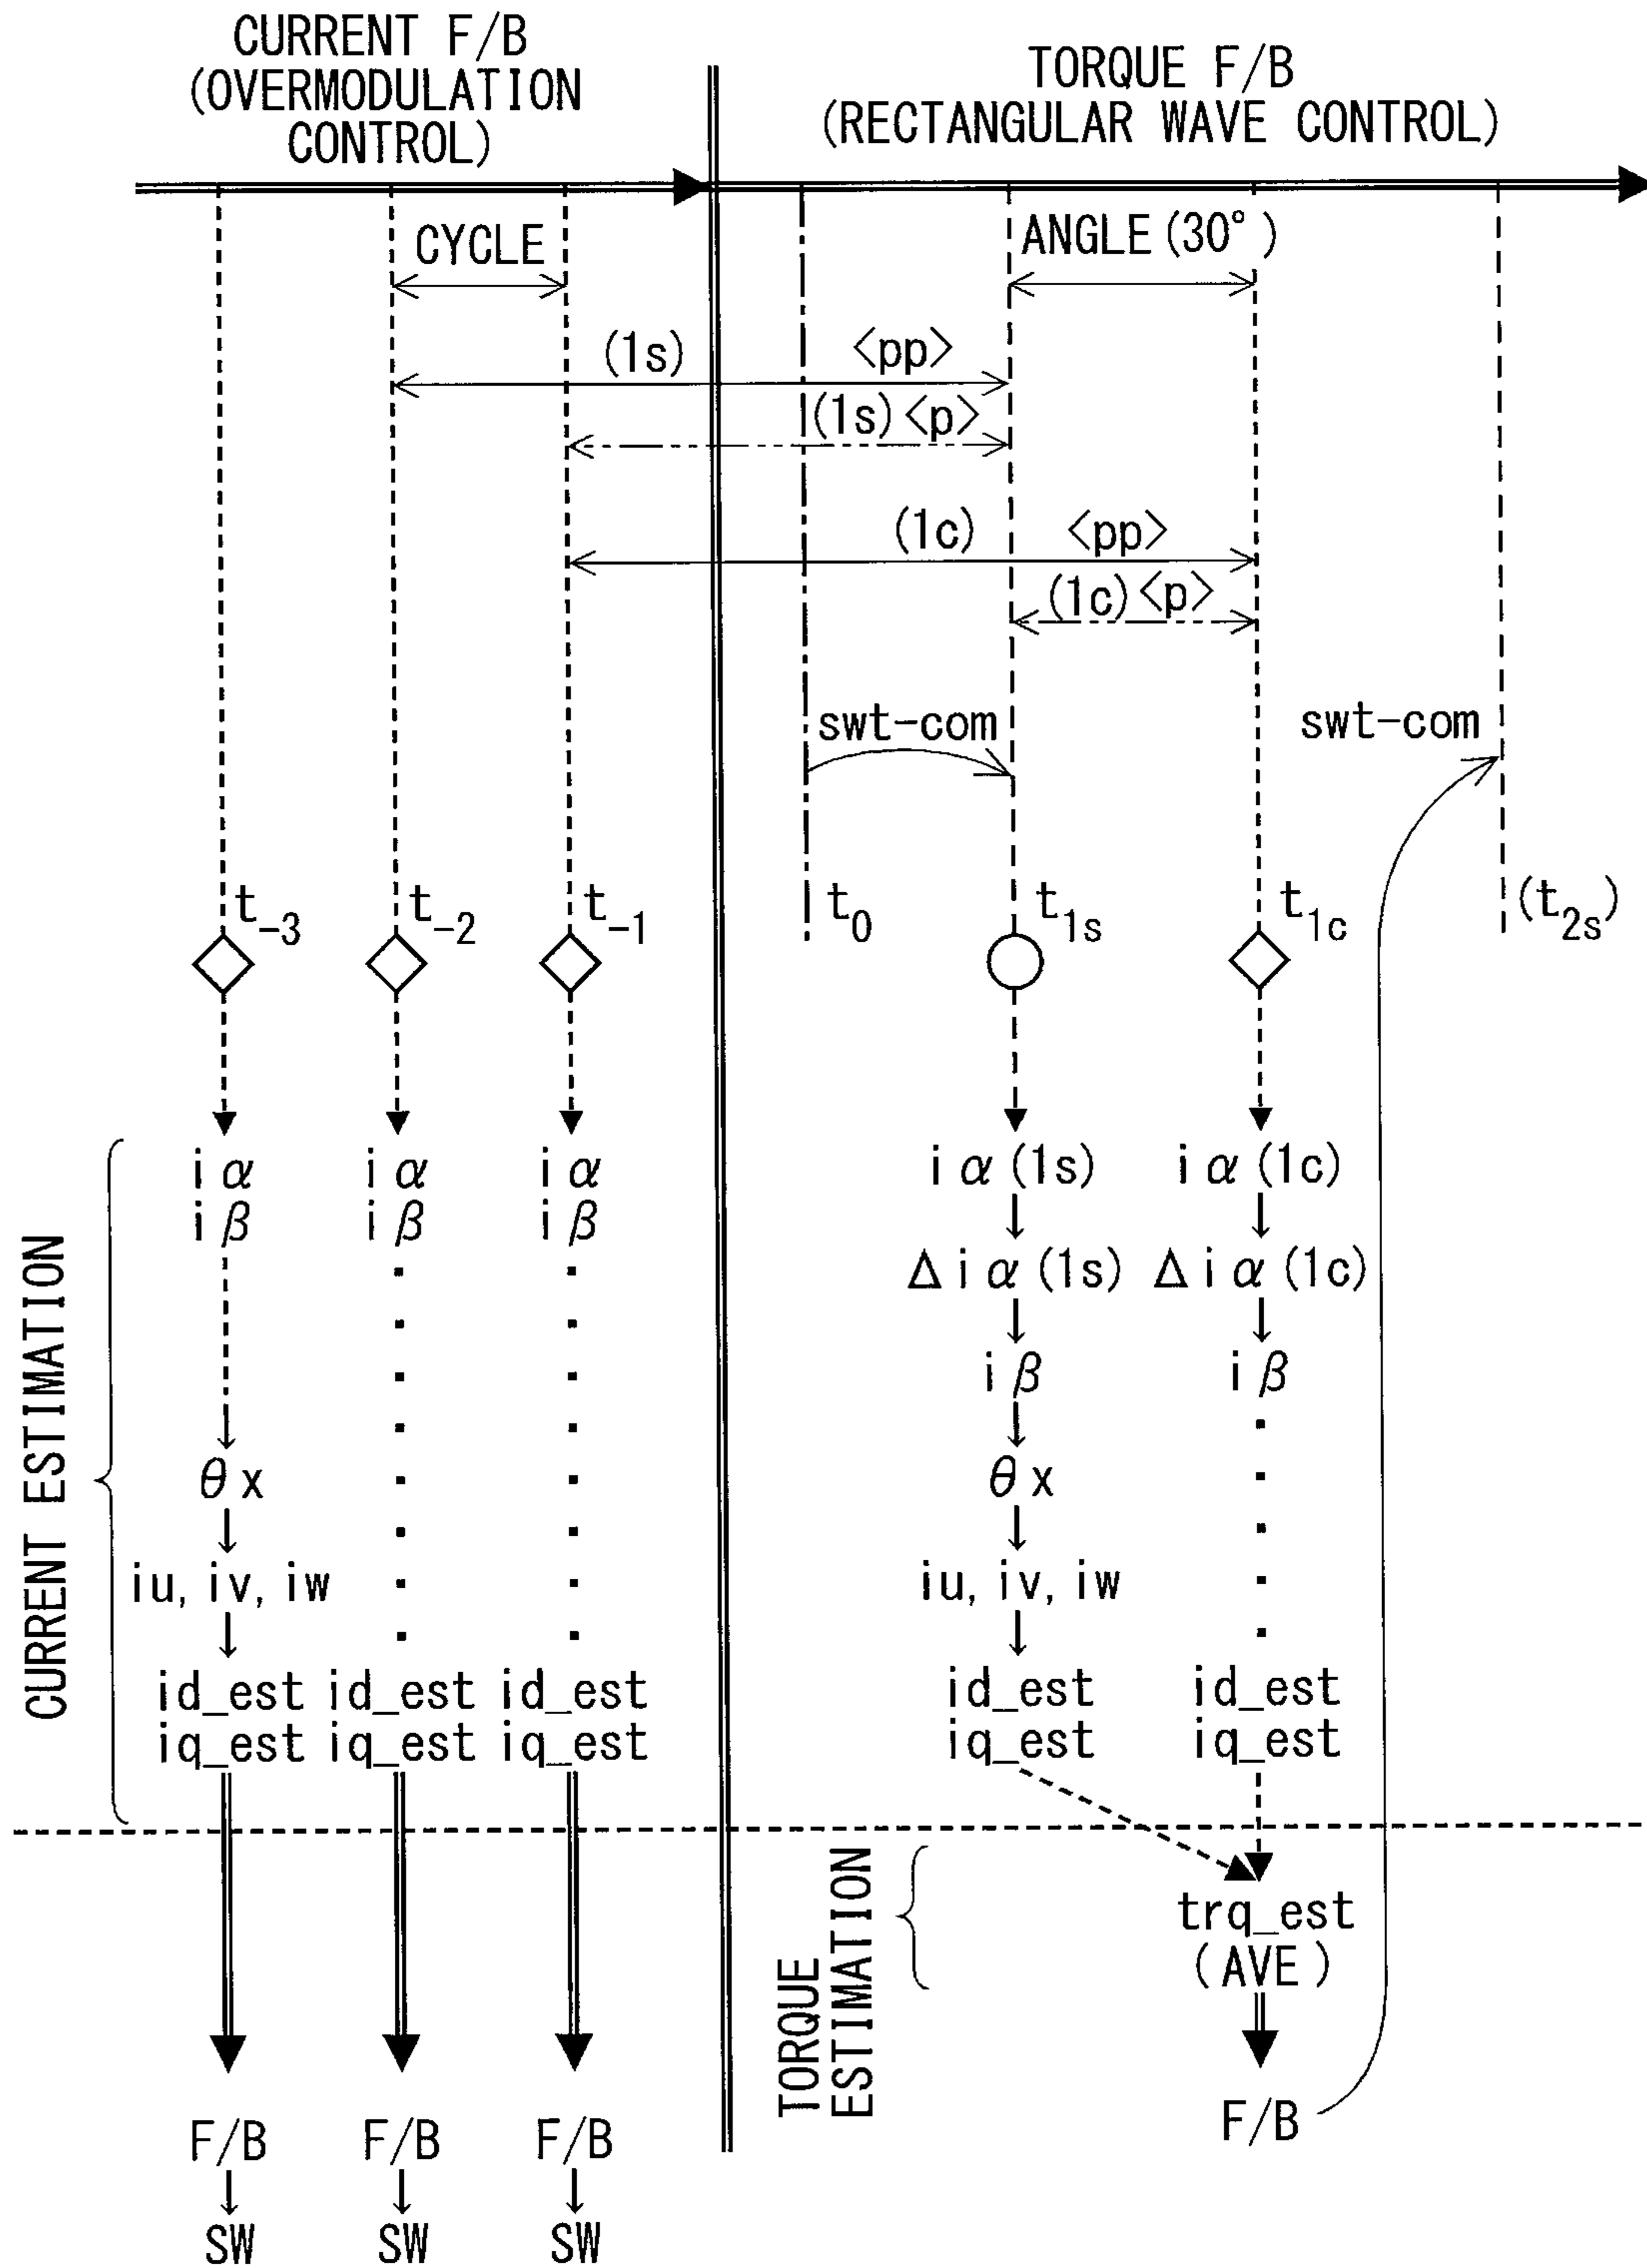 CURRENT F/B
(OVERMODULATION
CONTROL)
TORQUE F/B
(RECTANGULAR WAVE CONTROL)
CYCLE
ANGLE(30°)
(1s) <pp>
(1s)<p>
(1c) <pp>
(1c)<p>
swt-com
swt-com
t-3
t-2
t-1
t0
t1s
t1c
(t2s)
CURRENT ESTIMATION
iα iα iα iα(1s) iα(1c)
iβ iβ iβ
Δiα(1s) Δiα(1c)
iβ iβ
θx θx
iu, iv, iw iu, iv, iw
id_est id_est id_est id_est id_est
iq_est iq_est iq_est iq_est iq_est
TORQUE
ESTIMATION
trq_est
(AVE)
F/B F/B F/B F/B
SW SW SW